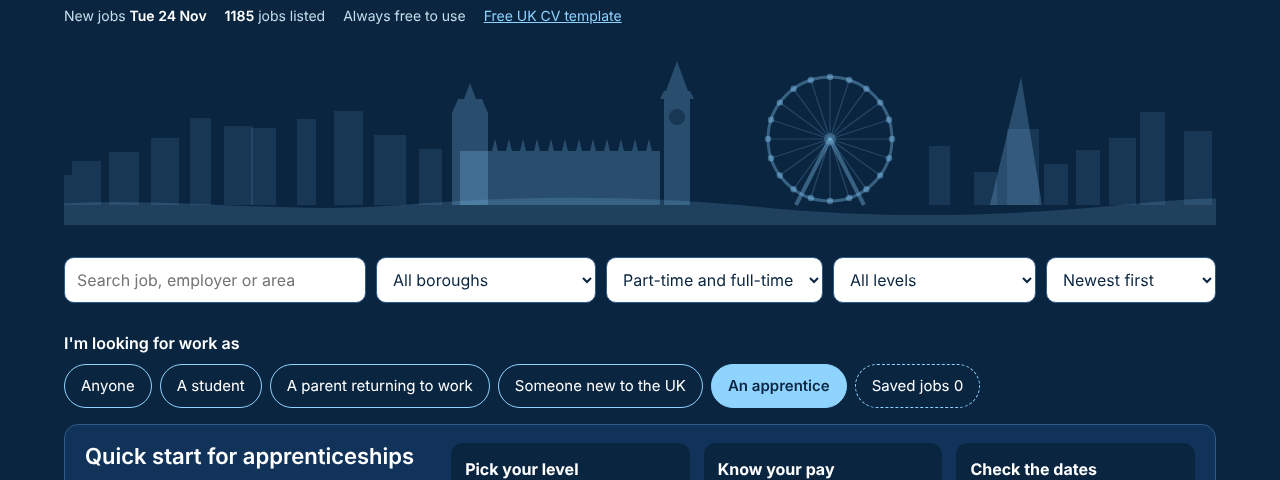 New jobs Tue 24 Nov 1185 jobs listed Always free to use Free UK CV template
Search job, employer or area All boroughs Part-time and full-time All levels Newest first
I'm looking for work as
Anyone A student A parent returning to work Someone new to the UK An apprentice Saved jobs 0
Quick start for apprenticeships Pick your level Know your pay Check the dates